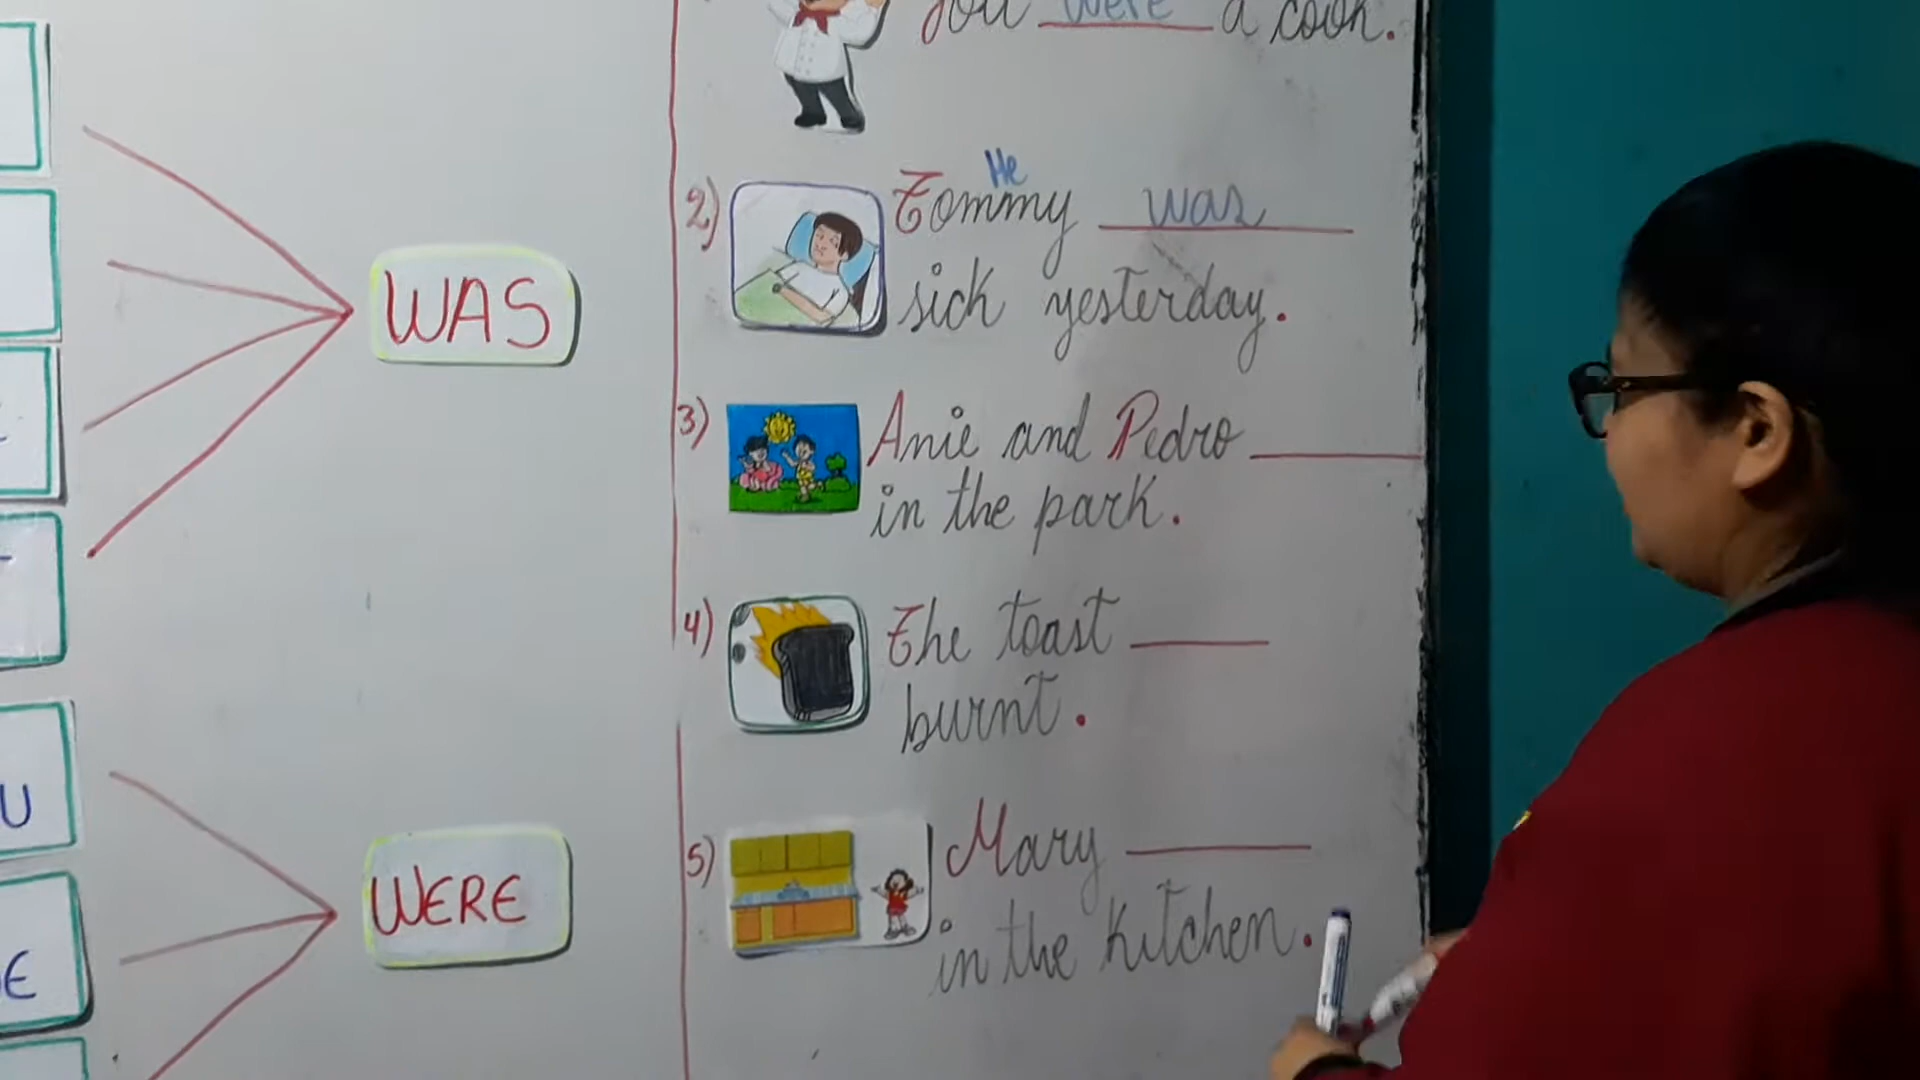 You were a cook.
He
2) Tommy was
sick yesterday.
3) Anie and Pedro
in the park.
4) The toast
burnt.
5) Mary
in the kitchen.
WAS
WERE
U
E